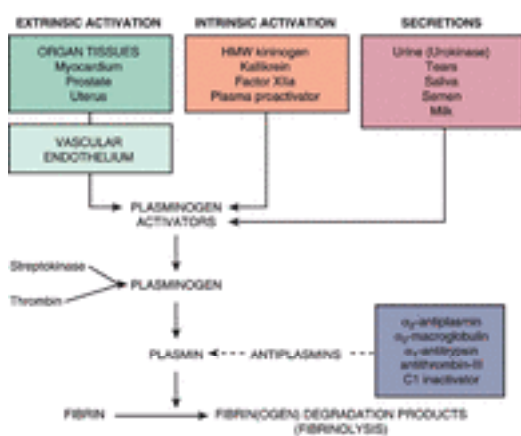 EXTRINSIC ACTIVATION
ORGAN TISSUES
Myocardium
Prostate
Uterus
VASCULAR
ENDOTHELIUM
INTRINSIC ACTIVATION
HMW kininogen
Kallikrein
Factor XIIa
Plasma proactivator
SECRETIONS
Urine (Urokinase)
Tears
Saliva
Semen
Milk
PLASMINOGEN
ACTIVATORS
Streptokinase
Thrombin
PLASMINOGEN
PLASMIN
ANTIPLASMINS
α₂-antiplasmin
α₂-macroglobulin
α₁-antitrypsin
antithrombin-III
C1 inactivator
FIBRIN
FIBRIN(OGEN) DEGRADATION PRODUCTS
(FIBRINOLYSIS)